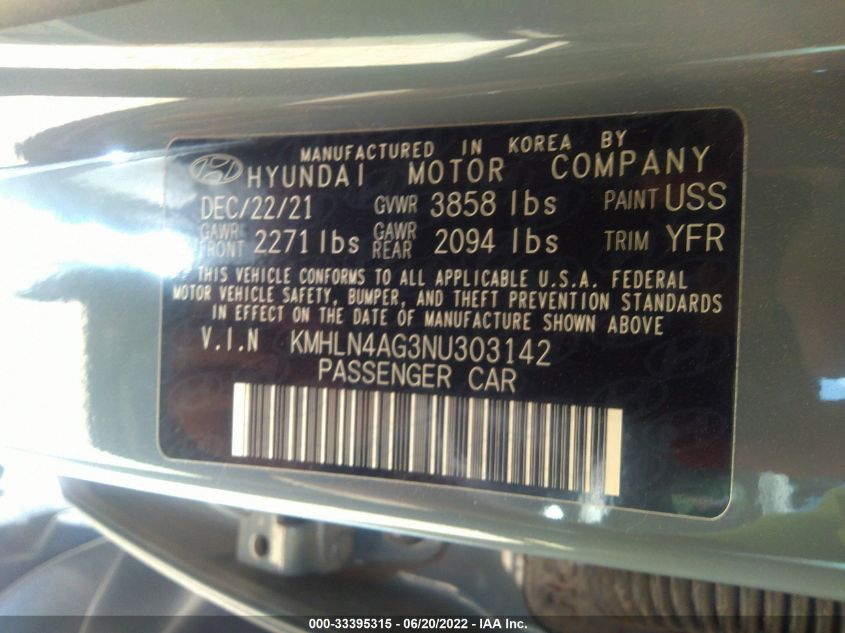 MANUFACTURED IN KOREA BY
HYUNDAI MOTOR COMPANY
DEC/22/21 GVWR 3858 lbs PAINT USS
GAWR FRONT 2271 lbs GAWR REAR 2094 lbs TRIM YFR
THIS VEHICLE CONFORMS TO ALL APPLICABLE U.S.A. FEDERAL
MOTOR VEHICLE SAFETY, BUMPER, AND THEFT PREVENTION STANDARDS
IN EFFECT ON THE DATE OF MANUFACTURE SHOWN ABOVE
V.I.N KMHLN4AG3NU303142
PASSENGER CAR
000-33395315 - 06/20/2022 - IAA Inc.